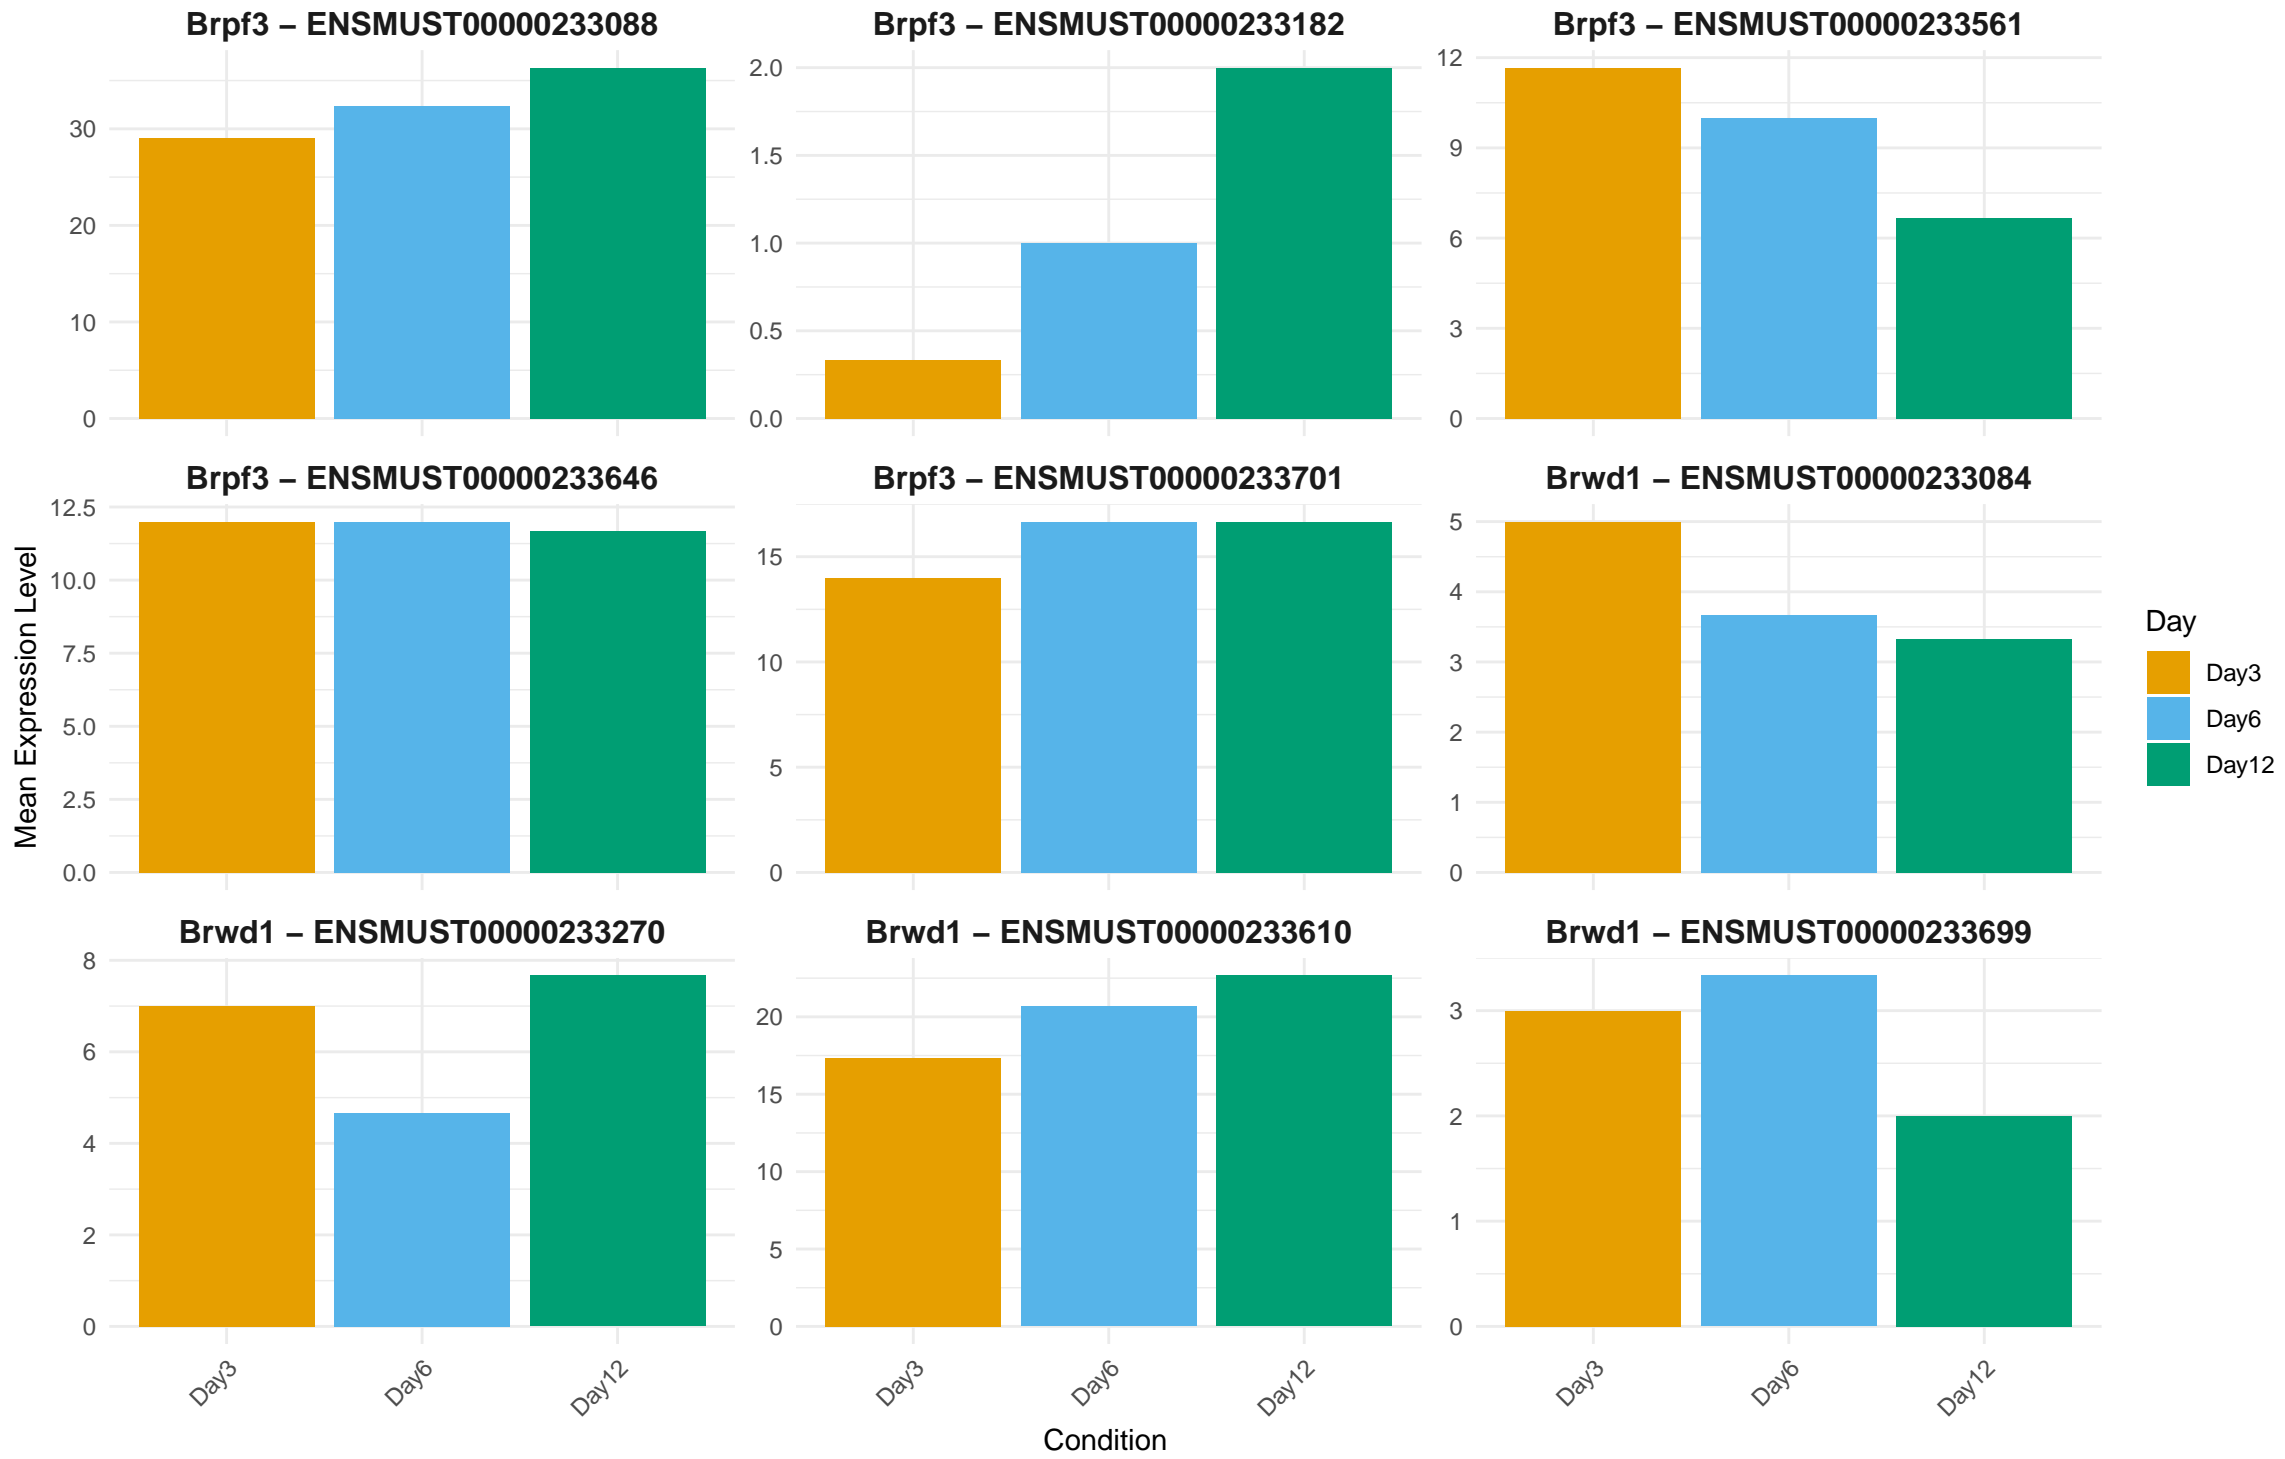 Brpf3 – ENSMUST00000233088
Brpf3 – ENSMUST00000233182
Brpf3 – ENSMUST00000233561
30
20
10
0
2.0
1.5
1.0
0.5
0.0
12
9
6
3
0
Brpf3 – ENSMUST00000233646
Brpf3 – ENSMUST00000233701
Brwd1 – ENSMUST00000233084
12.5
10.0
7.5
5.0
2.5
0.0
15
10
5
0
5
4
3
2
1
0
Brwd1 – ENSMUST00000233270
Brwd1 – ENSMUST00000233610
Brwd1 – ENSMUST00000233699
8
6
4
2
0
20
15
10
5
0
3
2
1
0
Day3
Day6
Day12
Day3
Day6
Day12
Day3
Day6
Day12
Condition
Mean Expression Level
Day
Day3
Day6
Day12